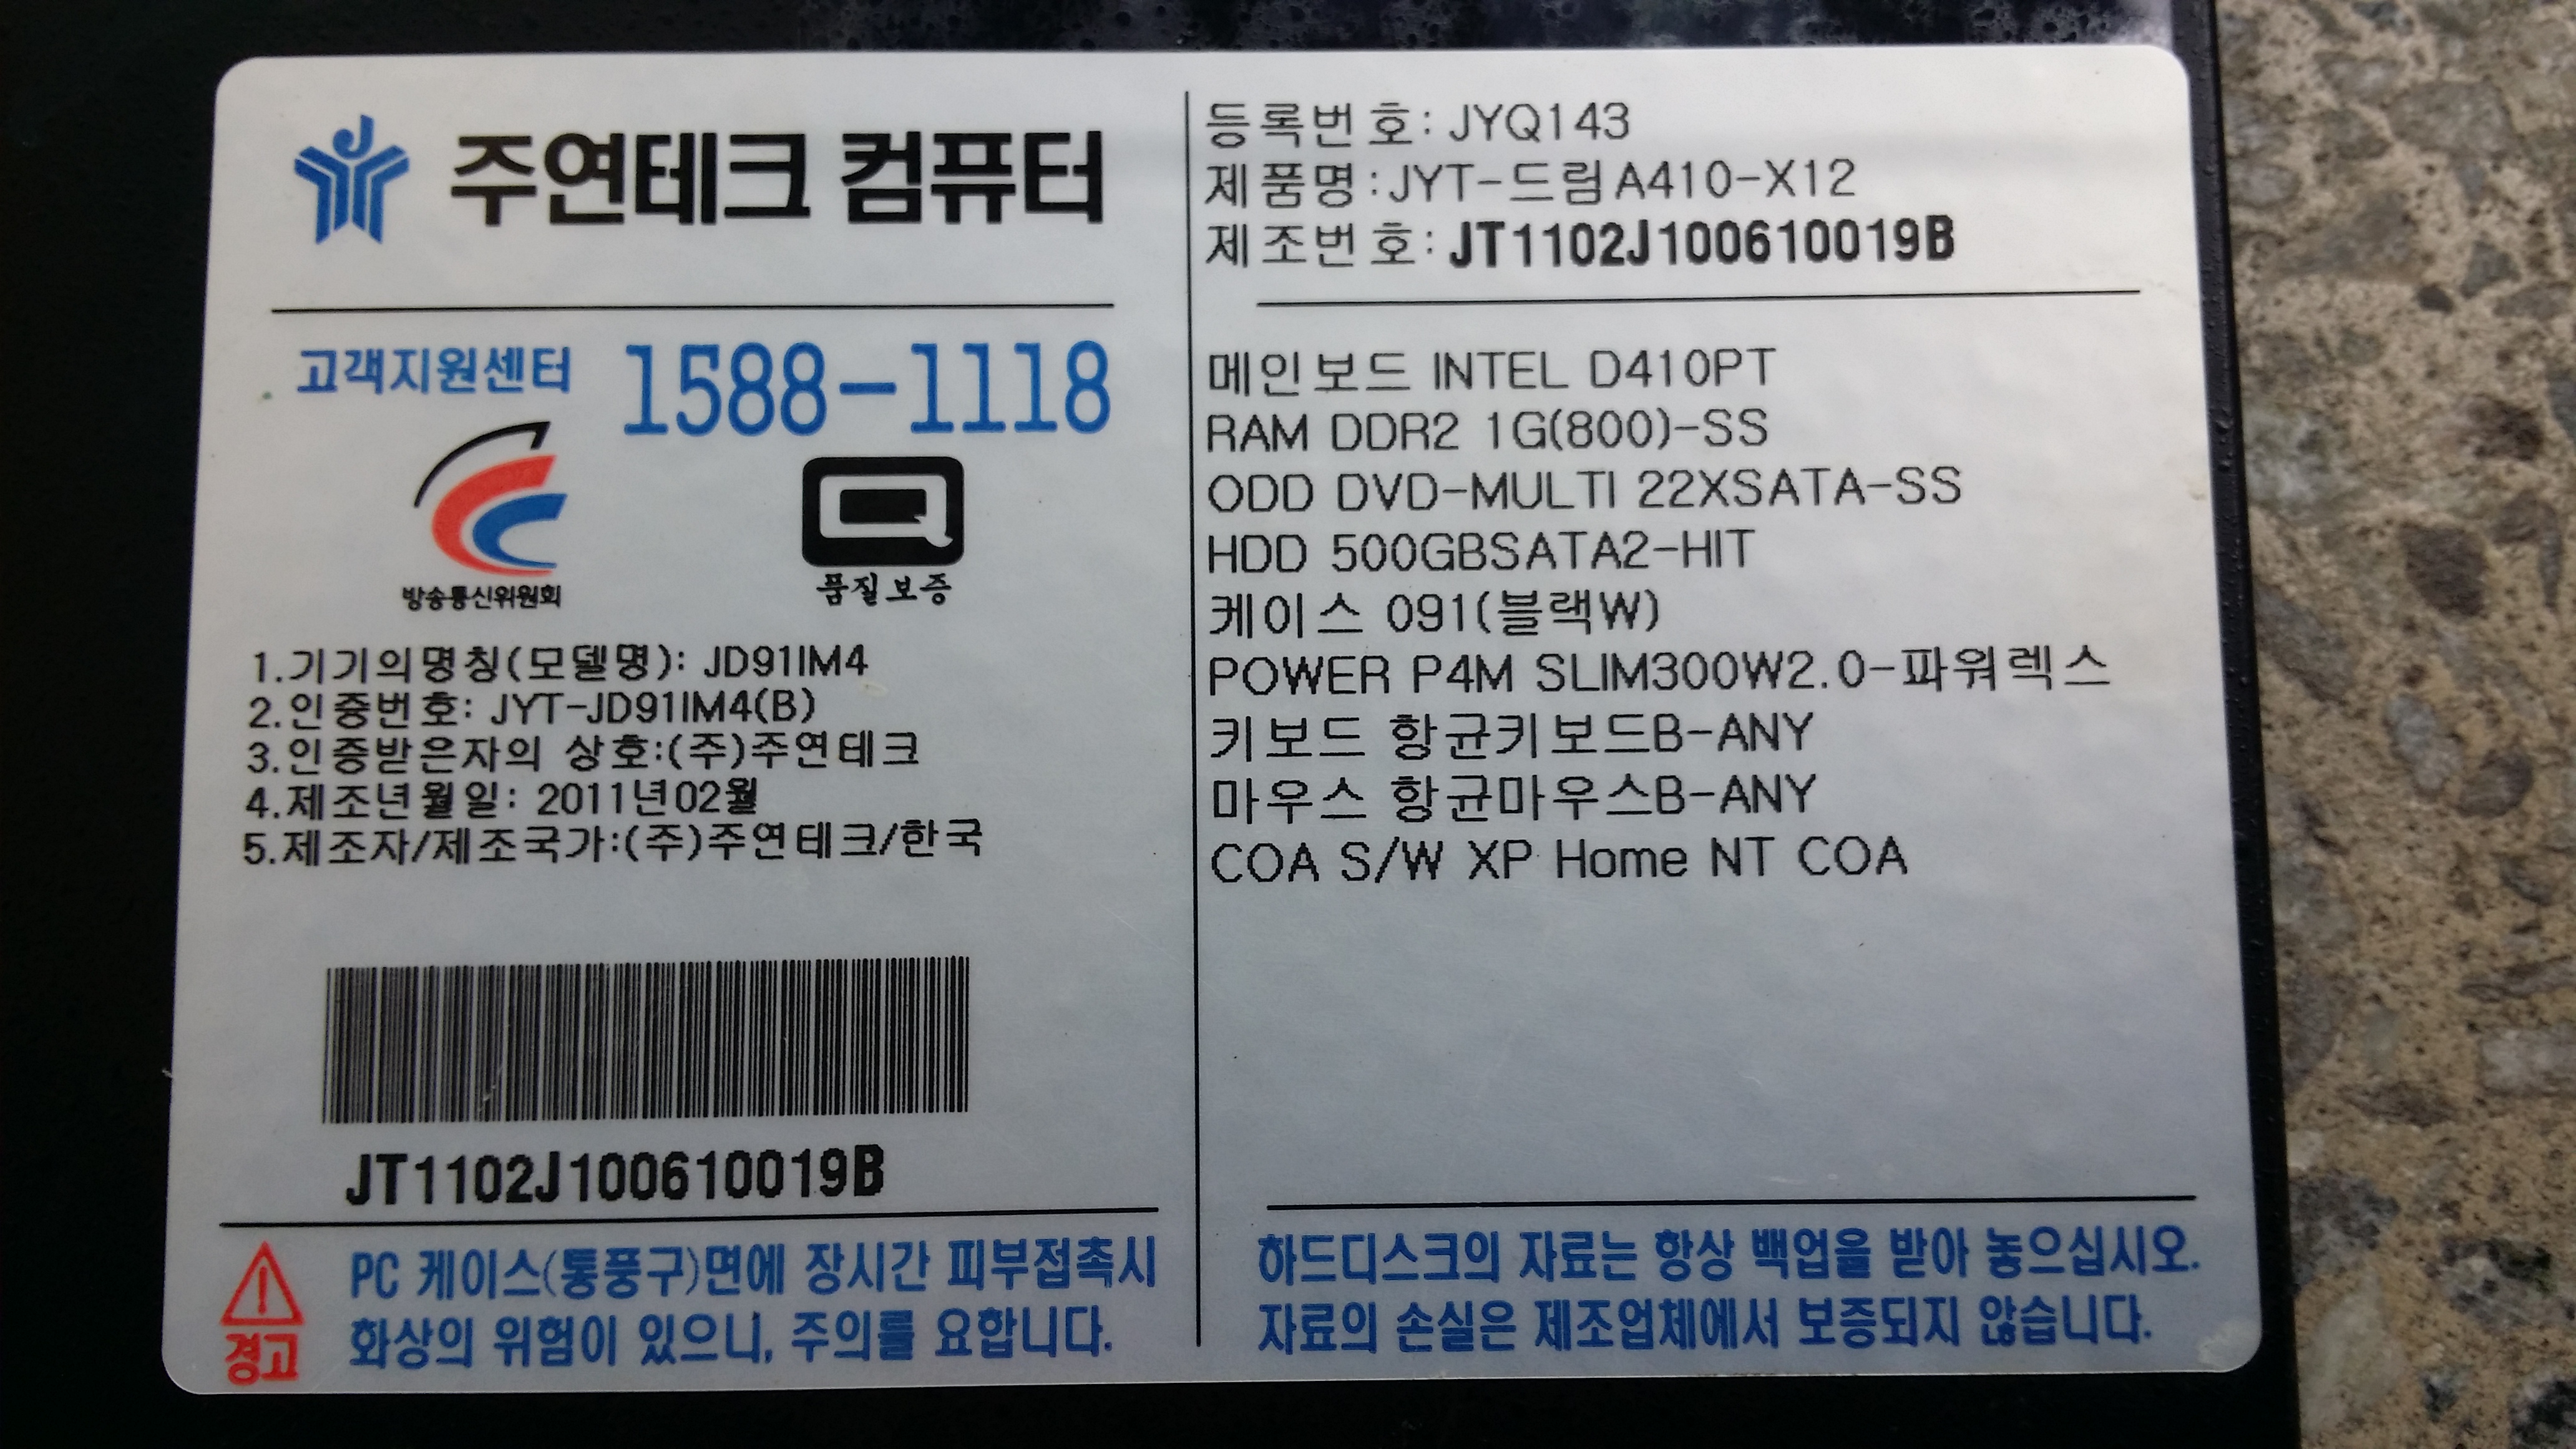 주연테크 컴퓨터
고객지원센터 1588-1118
방송통신위원회
품질보증
1.기기의명칭(모델명): JD91IM4
2.인증번호: JYT-JD91IM4(B)
3.인증받은자의 상호:(주)주연테크
4.제조년월일: 2011년02월
5.제조자/제조국가:(주)주연테크/한국
JT1102J100610019B
경고
PC 케이스(통풍구)면에 장시간 피부접촉시
화상의 위험이 있으니, 주의를 요합니다.
등록번호: JYQ143
제품명:JYT-드림A410-X12
제조번호: JT1102J100610019B
메인보드 INTEL D410PT
RAM DDR2 1G(800)-SS
ODD DVD-MULTI 22XSATA-SS
HDD 500GBSATA2-HIT
케이스 091(블랙W)
POWER P4M SLIM300W2.0-파워렉스
키보드 항균키보드B-ANY
마우스 항균마우스B-ANY
COA S/W XP Home NT COA
하드디스크의 자료는 항상 백업을 받아 놓으십시오.
자료의 손실은 제조업체에서 보증되지 않습니다.